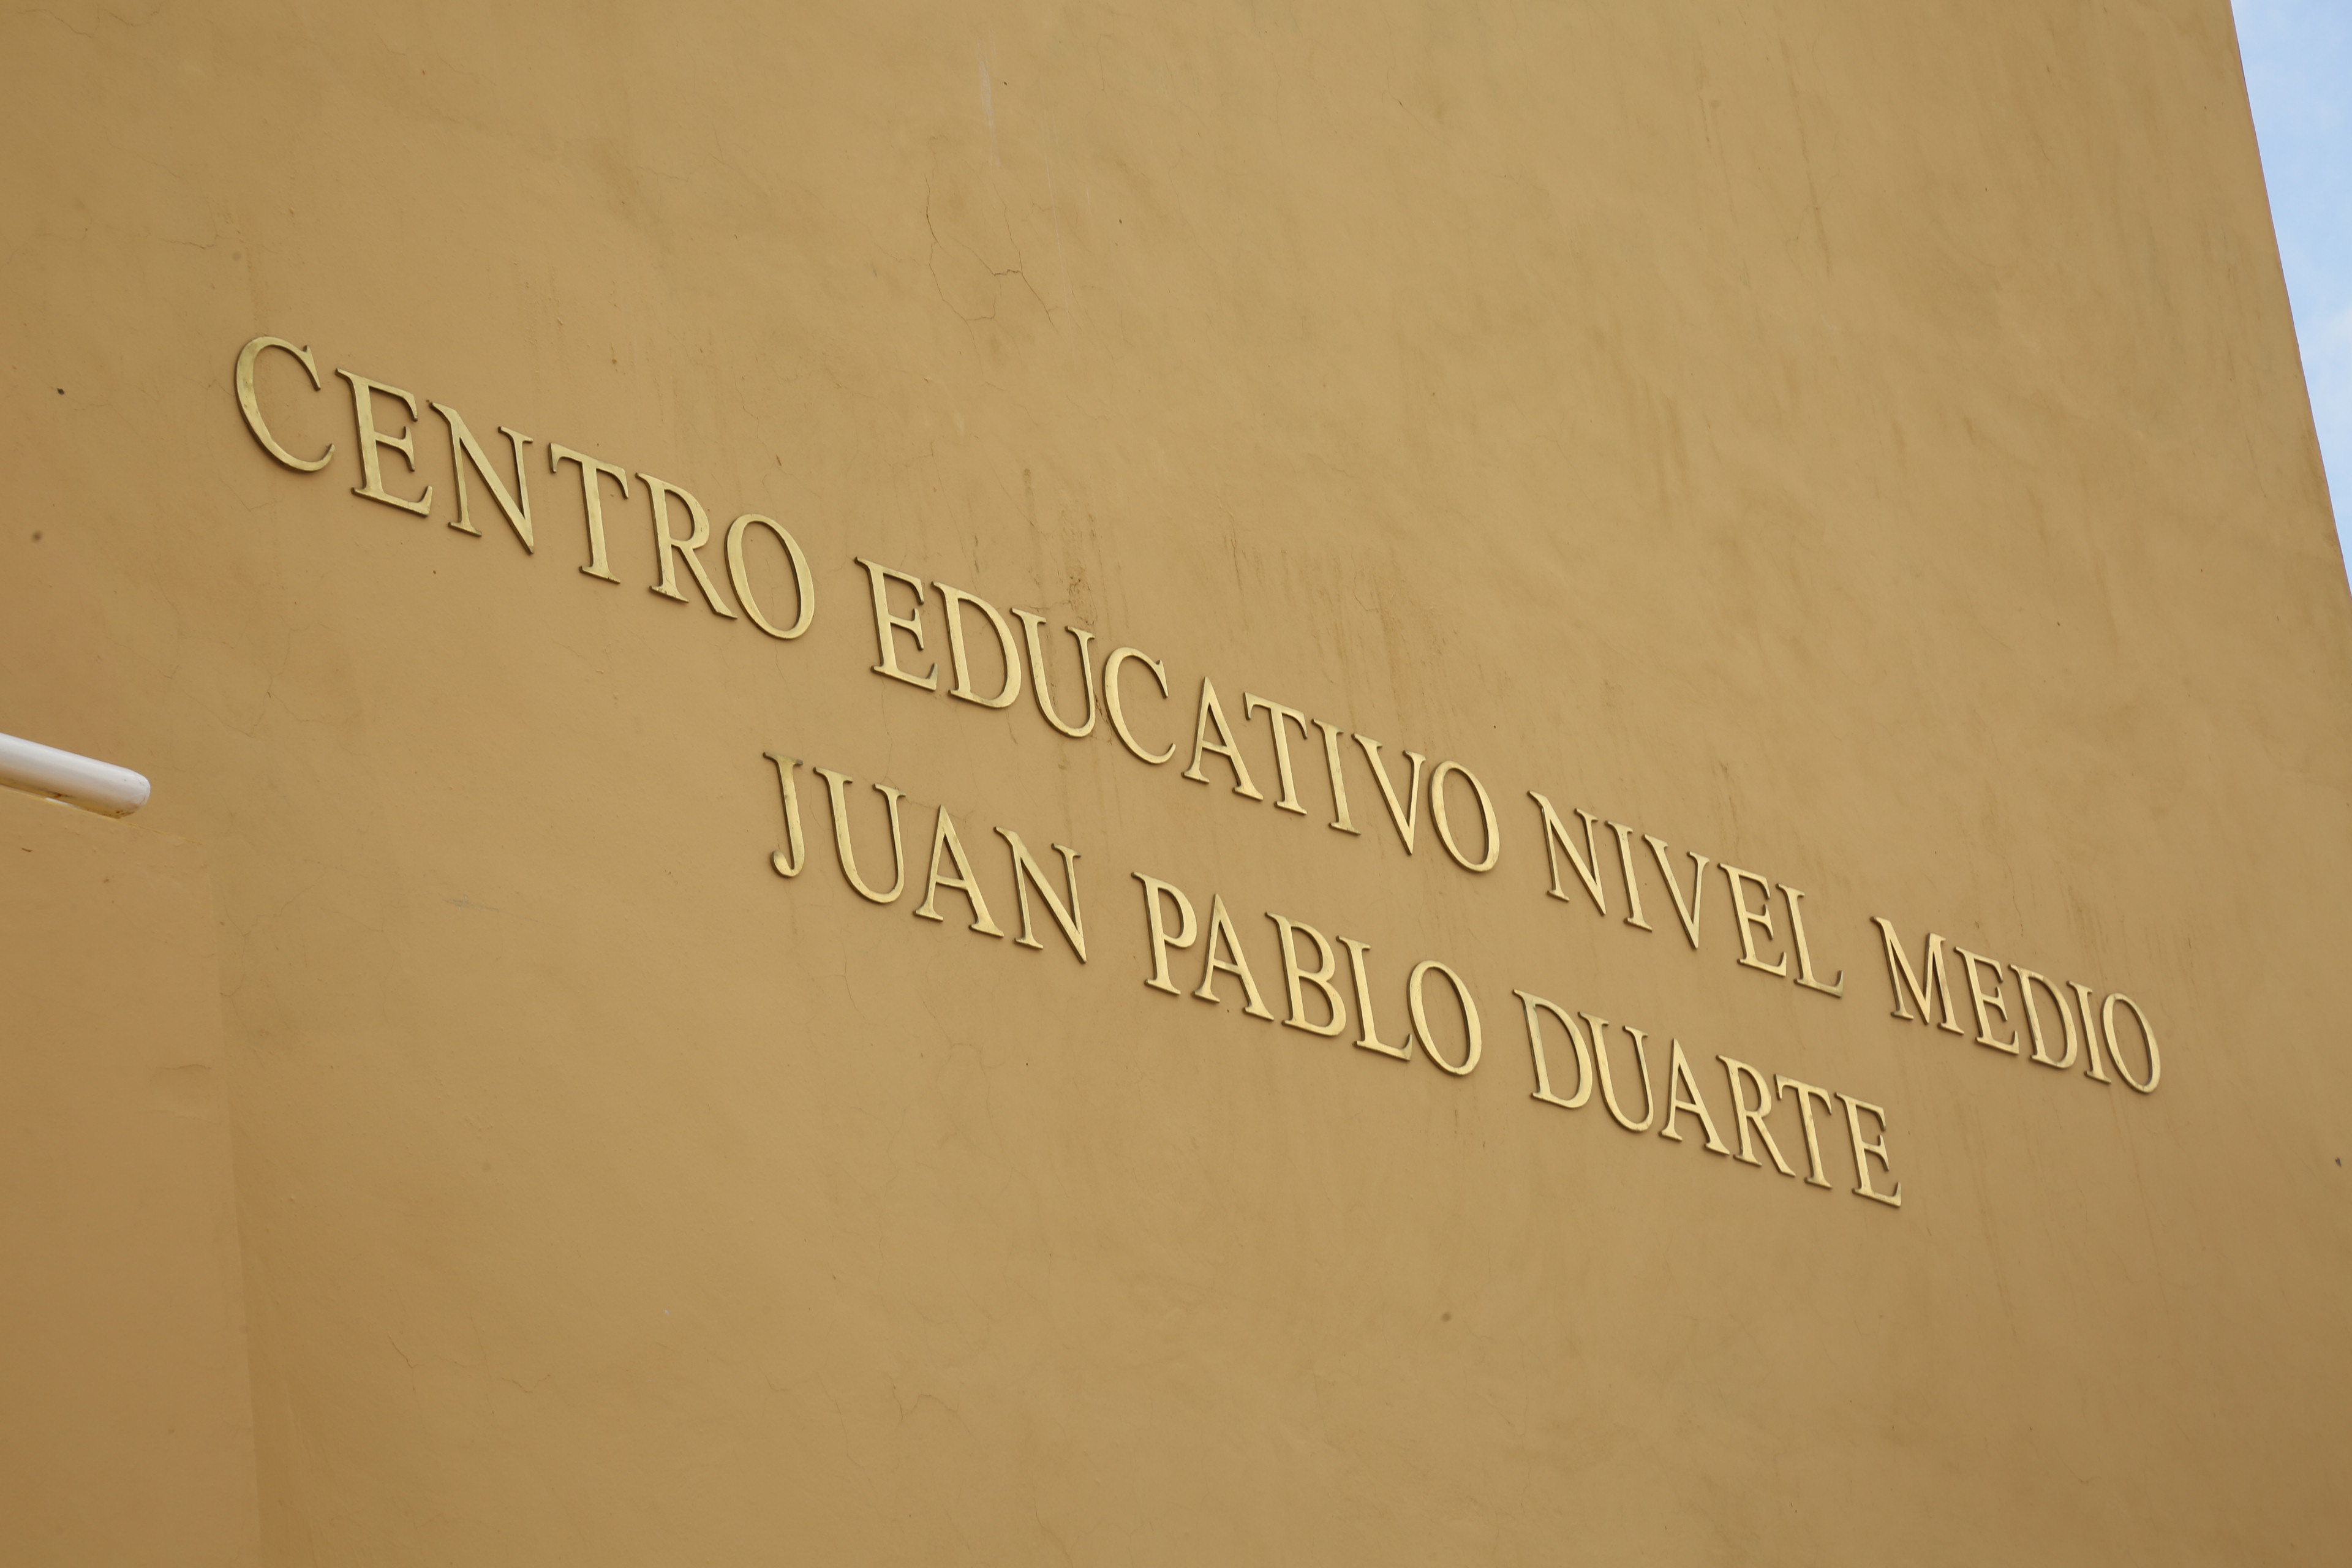 CENTRO EDUCATIVO NIVEL MEDIO
JUAN PABLO DUARTE